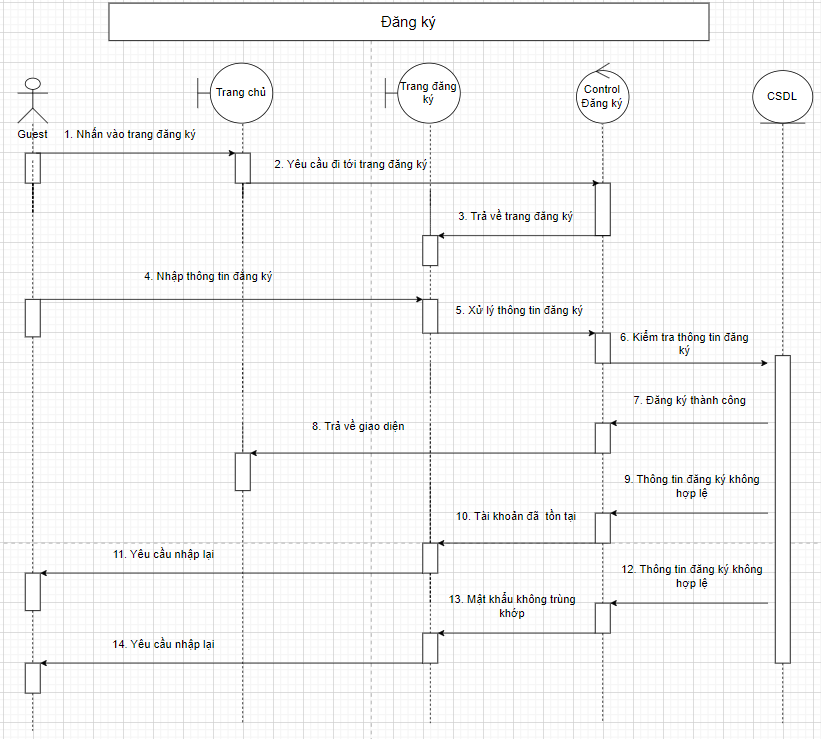 Đăng ký
Trang chủ
Trang đăng
ký
Control
Đăng ký
CSDL
Guest
1. Nhấn vào trang đăng ký
2. Yêu cầu đi tới trang đăng ký
3. Trả về trang đăng ký
4. Nhập thông tin đăng ký
5. Xử lý thông tin đăng ký
6. Kiểm tra thông tin đăng
ký
7. Đăng ký thành công
8. Trả về giao diện
9. Thông tin đăng ký không
hợp lệ
10. Tài khoản đã tồn tại
11. Yêu cầu nhập lại
12. Thông tin đăng ký không
hợp lệ
13. Mật khẩu không trùng
khớp
14. Yêu cầu nhập lại